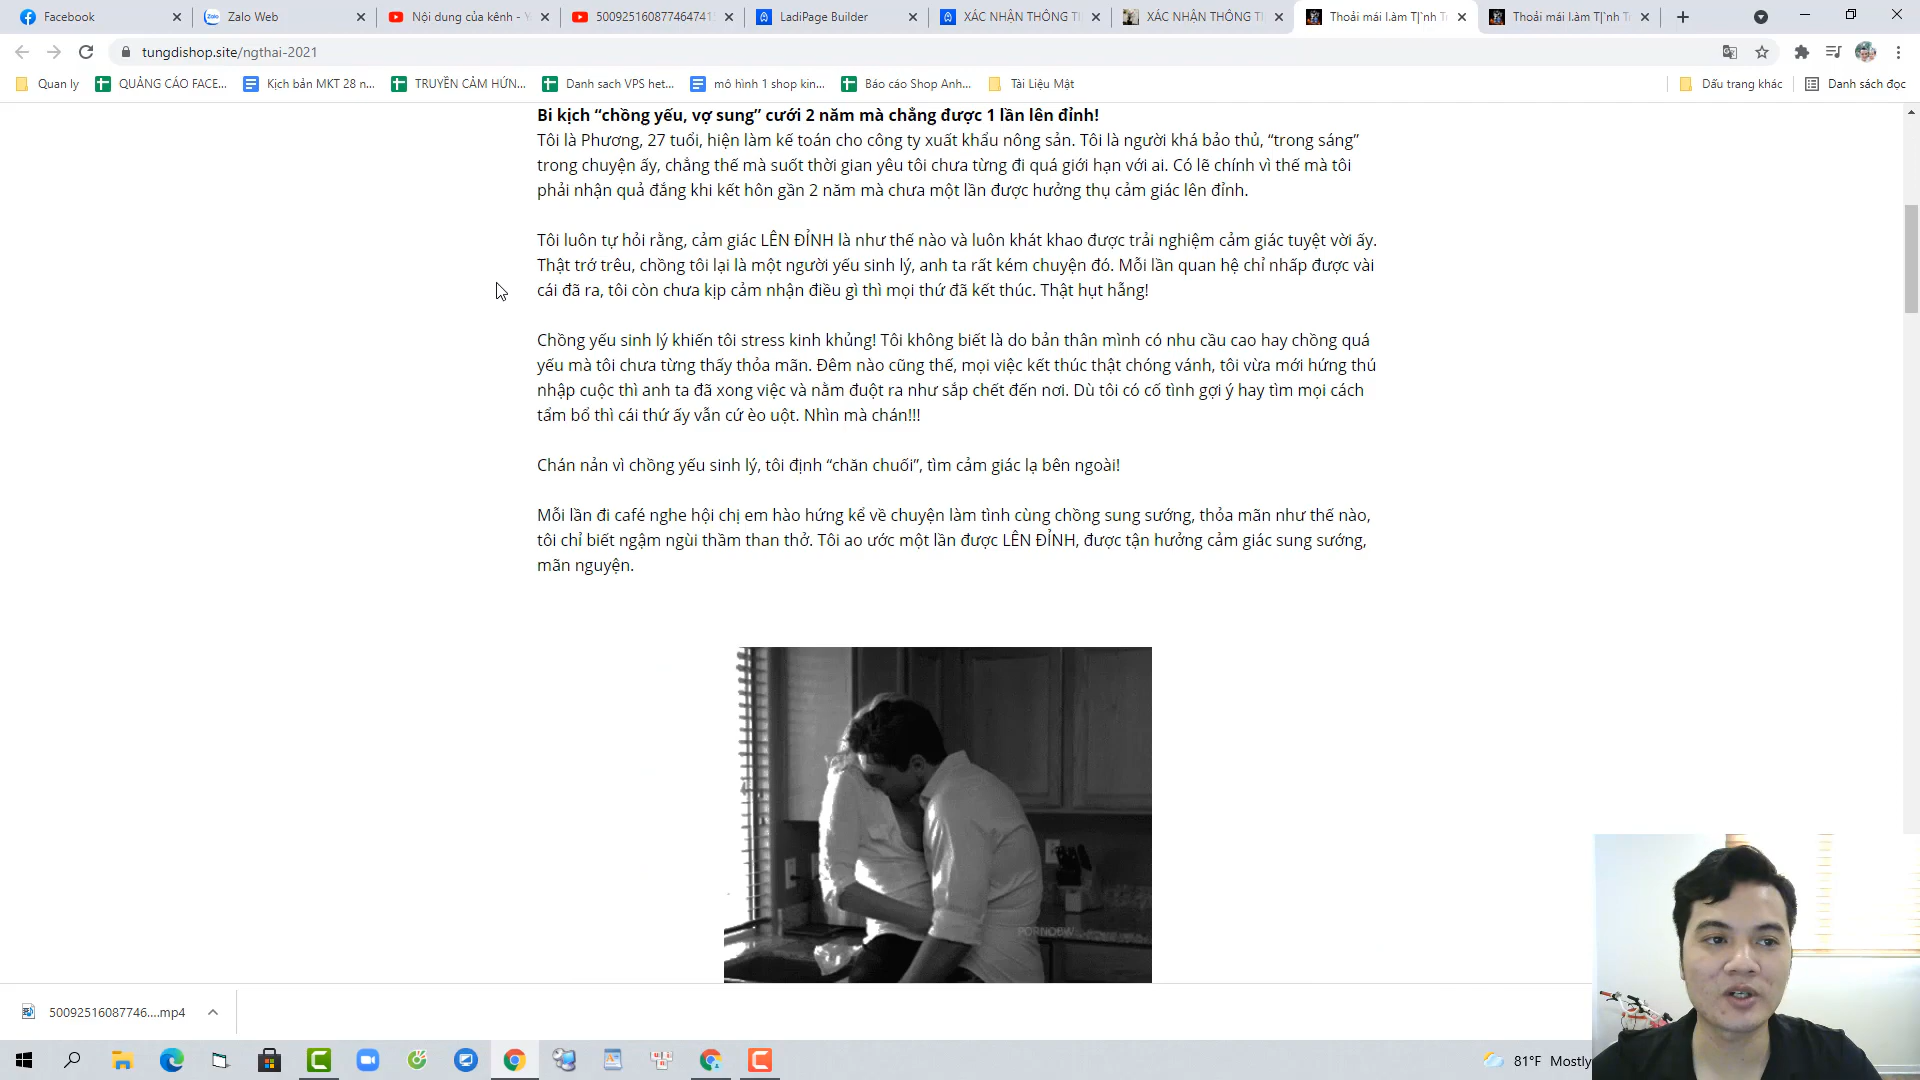 Facebook
Zalo Web
Nội dung của kênh - Y
50092516087746474
LadiPage Builder
XÁC NHẬN THÔNG T
XÁC NHẬN THÔNG T
Thoải mái l.àm T|`nh T
Thoải mái l.àm T|`nh T
tungdishop.site/ngthai-2021
Quan ly
QUẢNG CÁO FACE...
Kịch bản MKT 28 n...
TRUYỀN CẢM HỨN...
Danh sach VPS het...
mô hình 1 shop kin...
Báo cáo Shop Anh...
Tài Liệu Mật
Dấu trang khác
Danh sách đọc
Bi kịch “chồng yếu, vợ sung” cưới 2 năm mà chẳng được 1 lần lên đỉnh!
Tôi là Phương, 27 tuổi, hiện làm kế toán cho công ty xuất khẩu nông sản. Tôi là người khá bảo thủ, “trong sáng”
trong chuyện ấy, chẳng thế mà suốt thời gian yêu tôi chưa từng đi quá giới hạn với ai. Có lẽ chính vì thế mà tôi
phải nhận quả đắng khi kết hôn gần 2 năm mà chưa một lần được hưởng thụ cảm giác lên đỉnh.
Tôi luôn tự hỏi rằng, cảm giác LÊN ĐỈNH là như thế nào và luôn khát khao được trải nghiệm cảm giác tuyệt vời ấy.
Thật trớ trêu, chồng tôi lại là một người yếu sinh lý, anh ta rất kém chuyện đó. Mỗi lần quan hệ chỉ nhấp được vài
cái đã ra, tôi còn chưa kịp cảm nhận điều gì thì mọi thứ đã kết thúc. Thật hụt hẫng!
Chồng yếu sinh lý khiến tôi stress kinh khủng! Tôi không biết là do bản thân mình có nhu cầu cao hay chồng quá
yếu mà tôi chưa từng thấy thỏa mãn. Đêm nào cũng thế, mọi việc kết thúc thật chóng vánh, tôi vừa mới hứng thú
nhập cuộc thì anh ta đã xong việc và nằm đuột ra như sắp chết đến nơi. Dù tôi có cố tình gợi ý hay tìm mọi cách
tẩm bổ thì cái thứ ấy vẫn cứ èo uột. Nhìn mà chán!!!
Chán nản vì chồng yếu sinh lý, tôi định “chăn chuối”, tìm cảm giác lạ bên ngoài!
Mỗi lần đi café nghe hội chị em hào hứng kể về chuyện làm tình cùng chồng sung sướng, thỏa mãn như thế nào,
tôi chỉ biết ngậm ngùi thầm than thở. Tôi ao ước một lần được LÊN ĐỈNH, được tận hưởng cảm giác sung sướng,
mãn nguyện.
PORNOBW
50092516087746....mp4
81°F Mostly